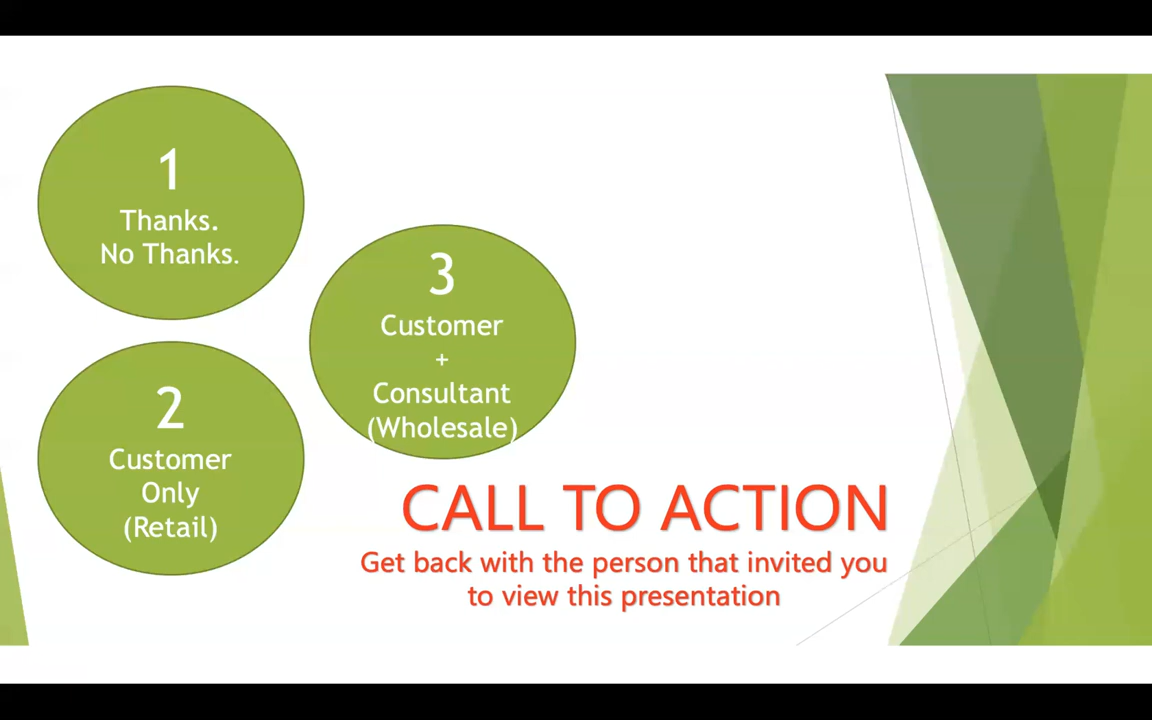 1
Thanks.
No Thanks.
2
Customer
Only
(Retail)
3
Customer
+
Consultant
(Wholesale)
CALL TO ACTION
Get back with the person that invited you
to view this presentation